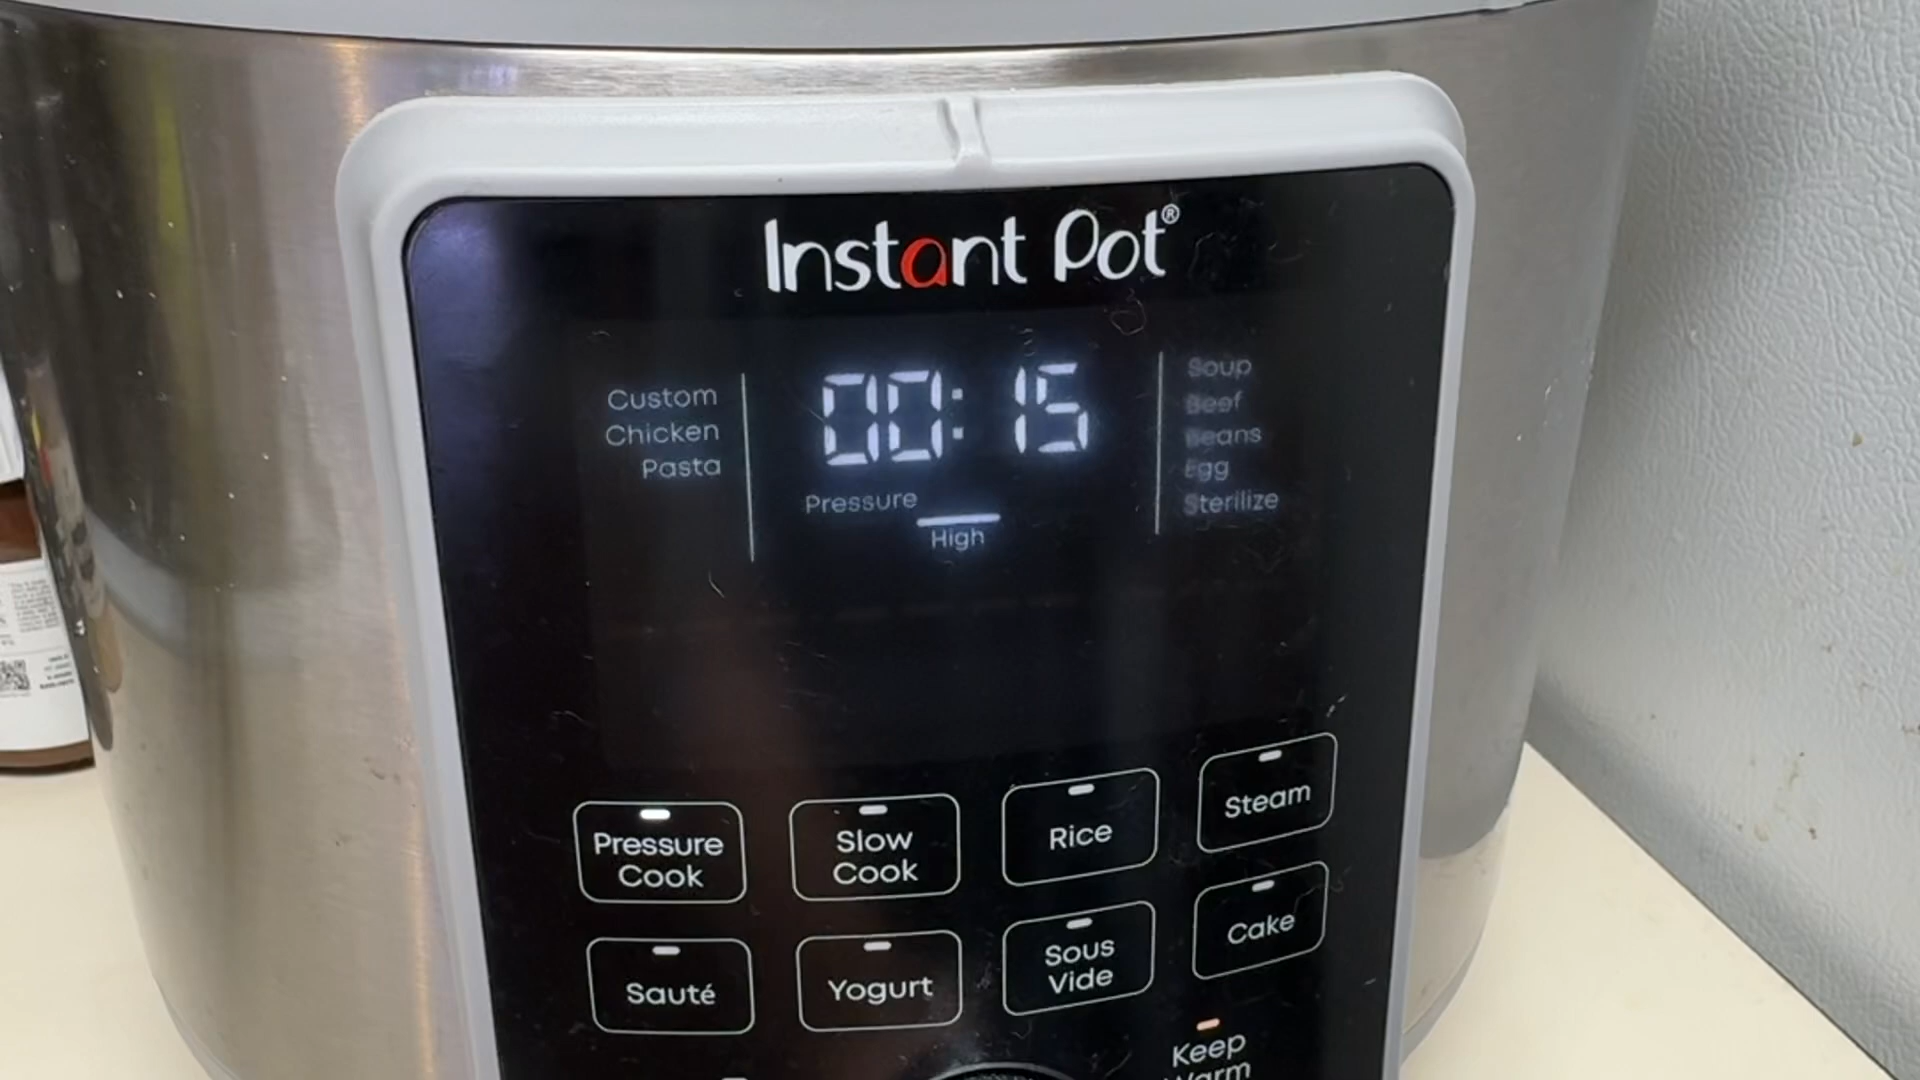 Instant Pot®
Custom
Chicken
Pasta
00:15
Pressure
High
Soup
Beef
Beans
Egg
Sterilize
Pressure
Cook
Slow
Cook
Rice
Steam
Sauté
Yogurt
Sous
Vide
Cake
Keep
Warm